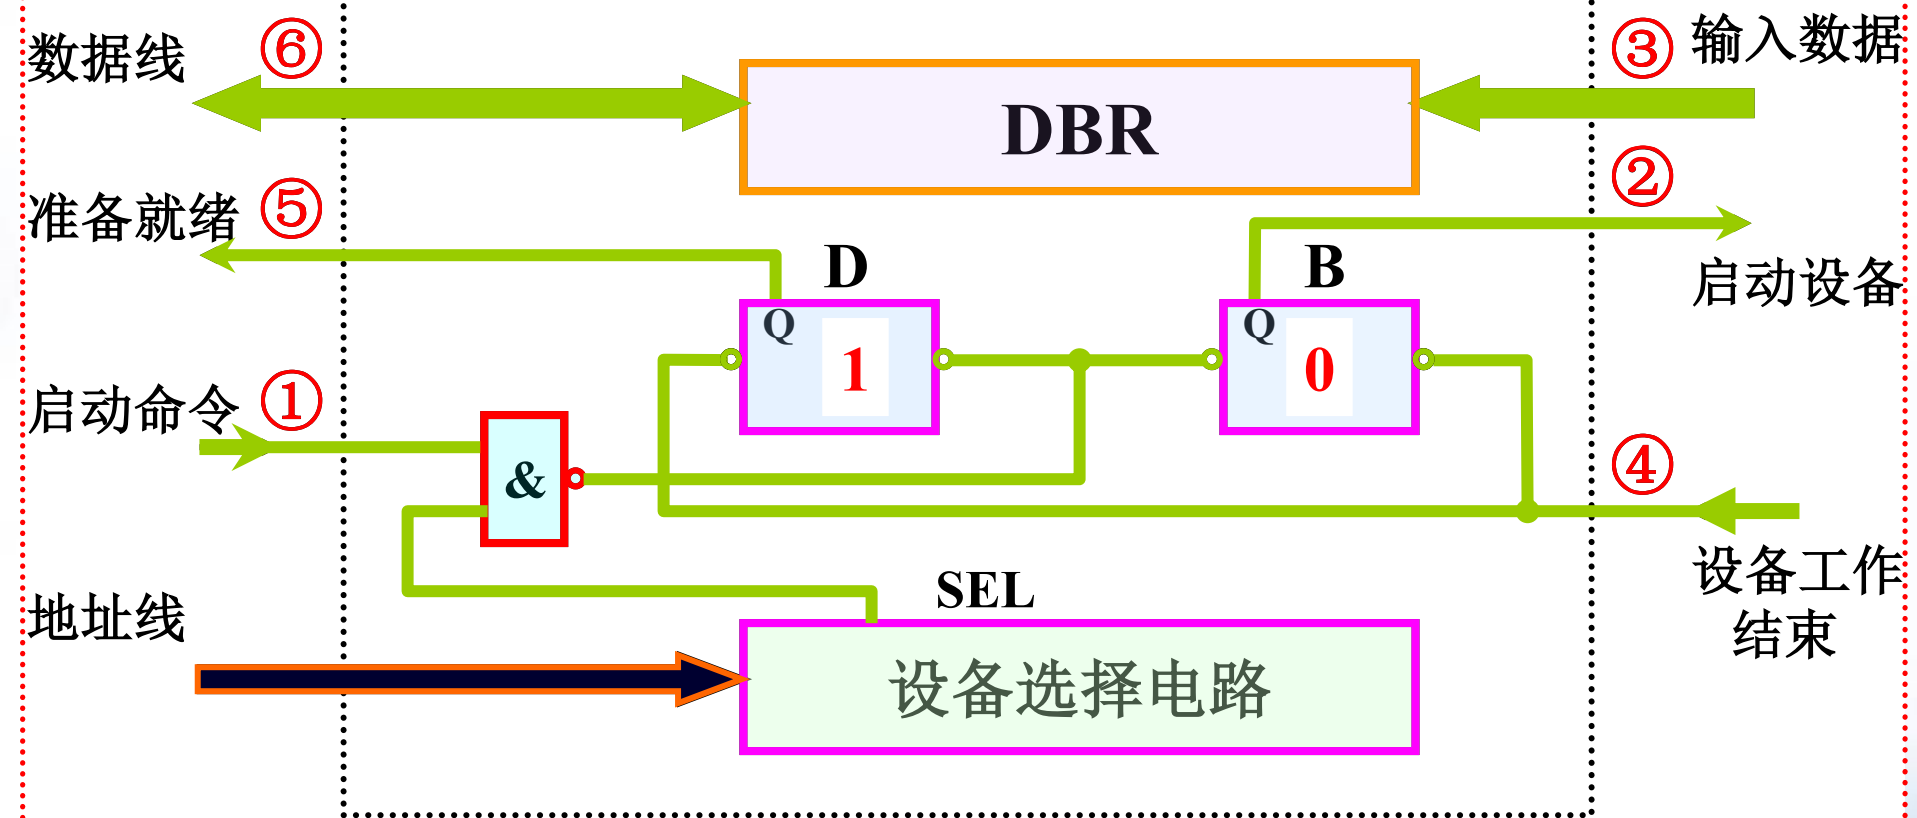 数据线 ⑥ ③ 输入数据
DBR
② 
准备就绪 ⑤ D B 启动设备
Q 1 Q 0
启动命令 ①
& ④
设备工作
结束
地址线 SEL
设备选择电路